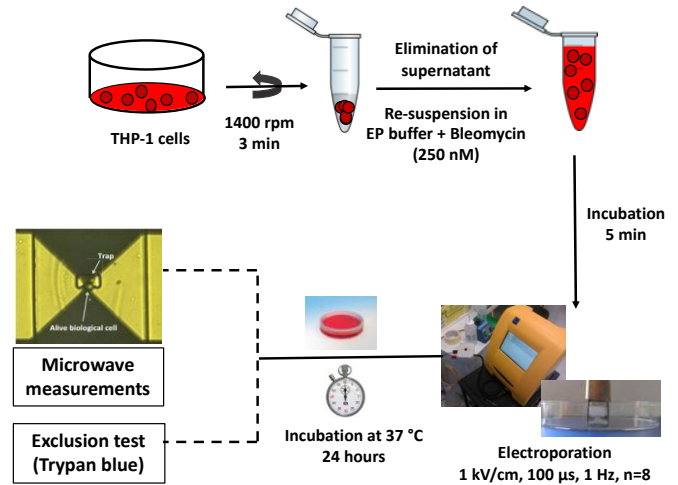 THP-1 cells
1400 rpm
3 min
Elimination of
supernatant
Re-suspension in
EP buffer + Bleomycin
(250 nM)
Incubation
5 min
Electroporation
1 kV/cm, 100 µs, 1 Hz, n=8
Incubation at 37 °C
24 hours
Trap
Alive biological cell
Microwave
measurements
Exclusion test
(Trypan blue)